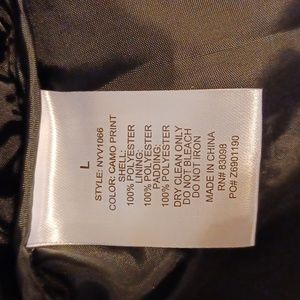 L
STYLE: NYV1066
COLOR: CAMO PRINT
SHELL:
100% POLYESTER
LINING:
100% POLYESTER
PADDING:
100% POLYESTER
DRY CLEAN ONLY
DO NOT BLEACH
DO NOT IRON
MADE IN CHINA
RN# 83098
PO# Z6901190